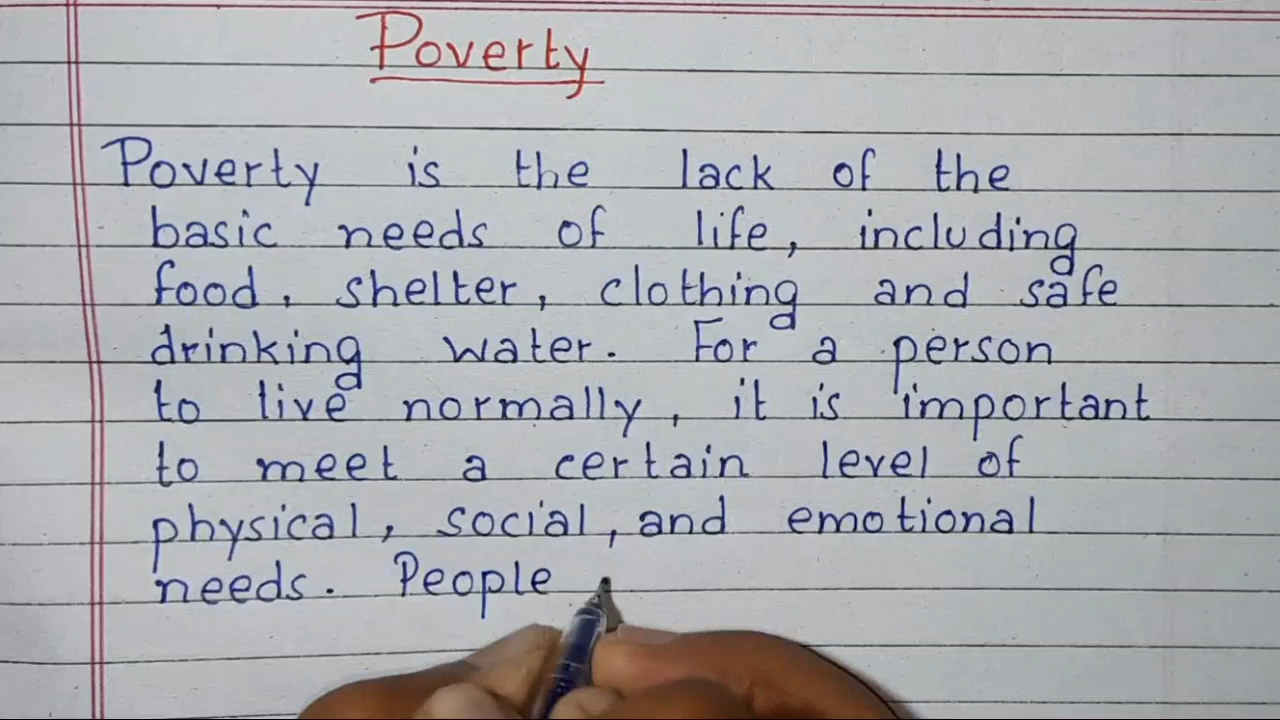 Poverty
Poverty is the lack of the
basic needs of life, including
food, shelter, clothing and safe
drinking water. For a person
to live normally, it is important
to meet a certain level of
physical, social, and emotional
needs. People